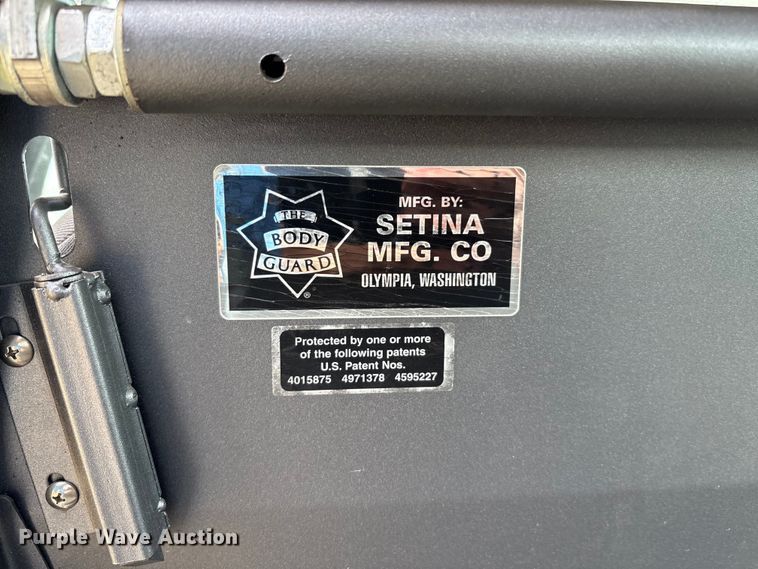 THE
BODY
GUARD
®
MFG. BY:
SETINA
MFG. CO
OLYMPIA, WASHINGTON
Protected by one or more
of the following patents
U.S. Patent Nos.
4015875 4971378 4595227
Purple Wave Auction